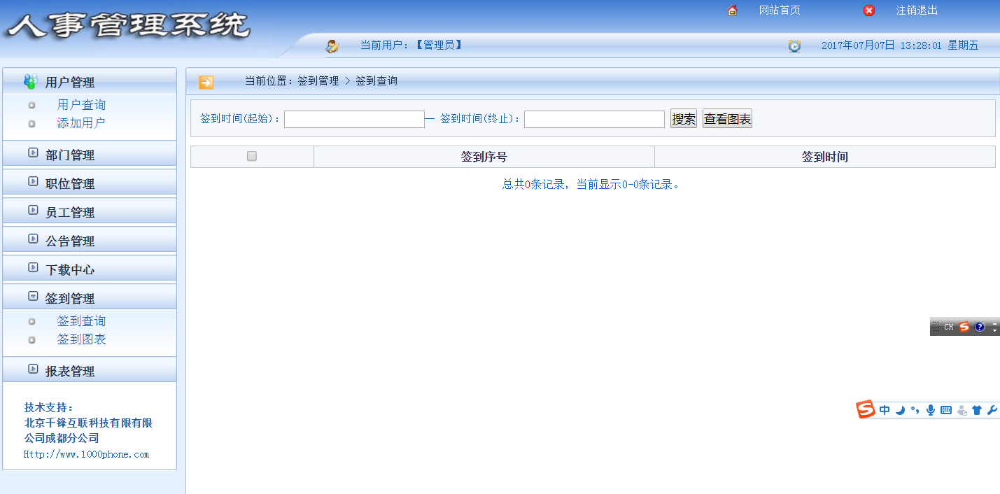 人事管理系统
网站首页
注销退出
当前用户：【管理员】
2017年07月07日 13:28:01 星期五
用户管理
用户查询
添加用户
部门管理
职位管理
员工管理
公告管理
下载中心
签到管理
签到查询
签到图表
报表管理
技术支持：
北京千锋互联科技有限有限
公司成都分公司
Http://www.1000phone.com
当前位置：签到管理 > 签到查询
签到时间(起始)：
— 签到时间(终止)：
搜索
查看图表
签到序号
签到时间
总共0条记录，当前显示0-0条记录。
CH
中